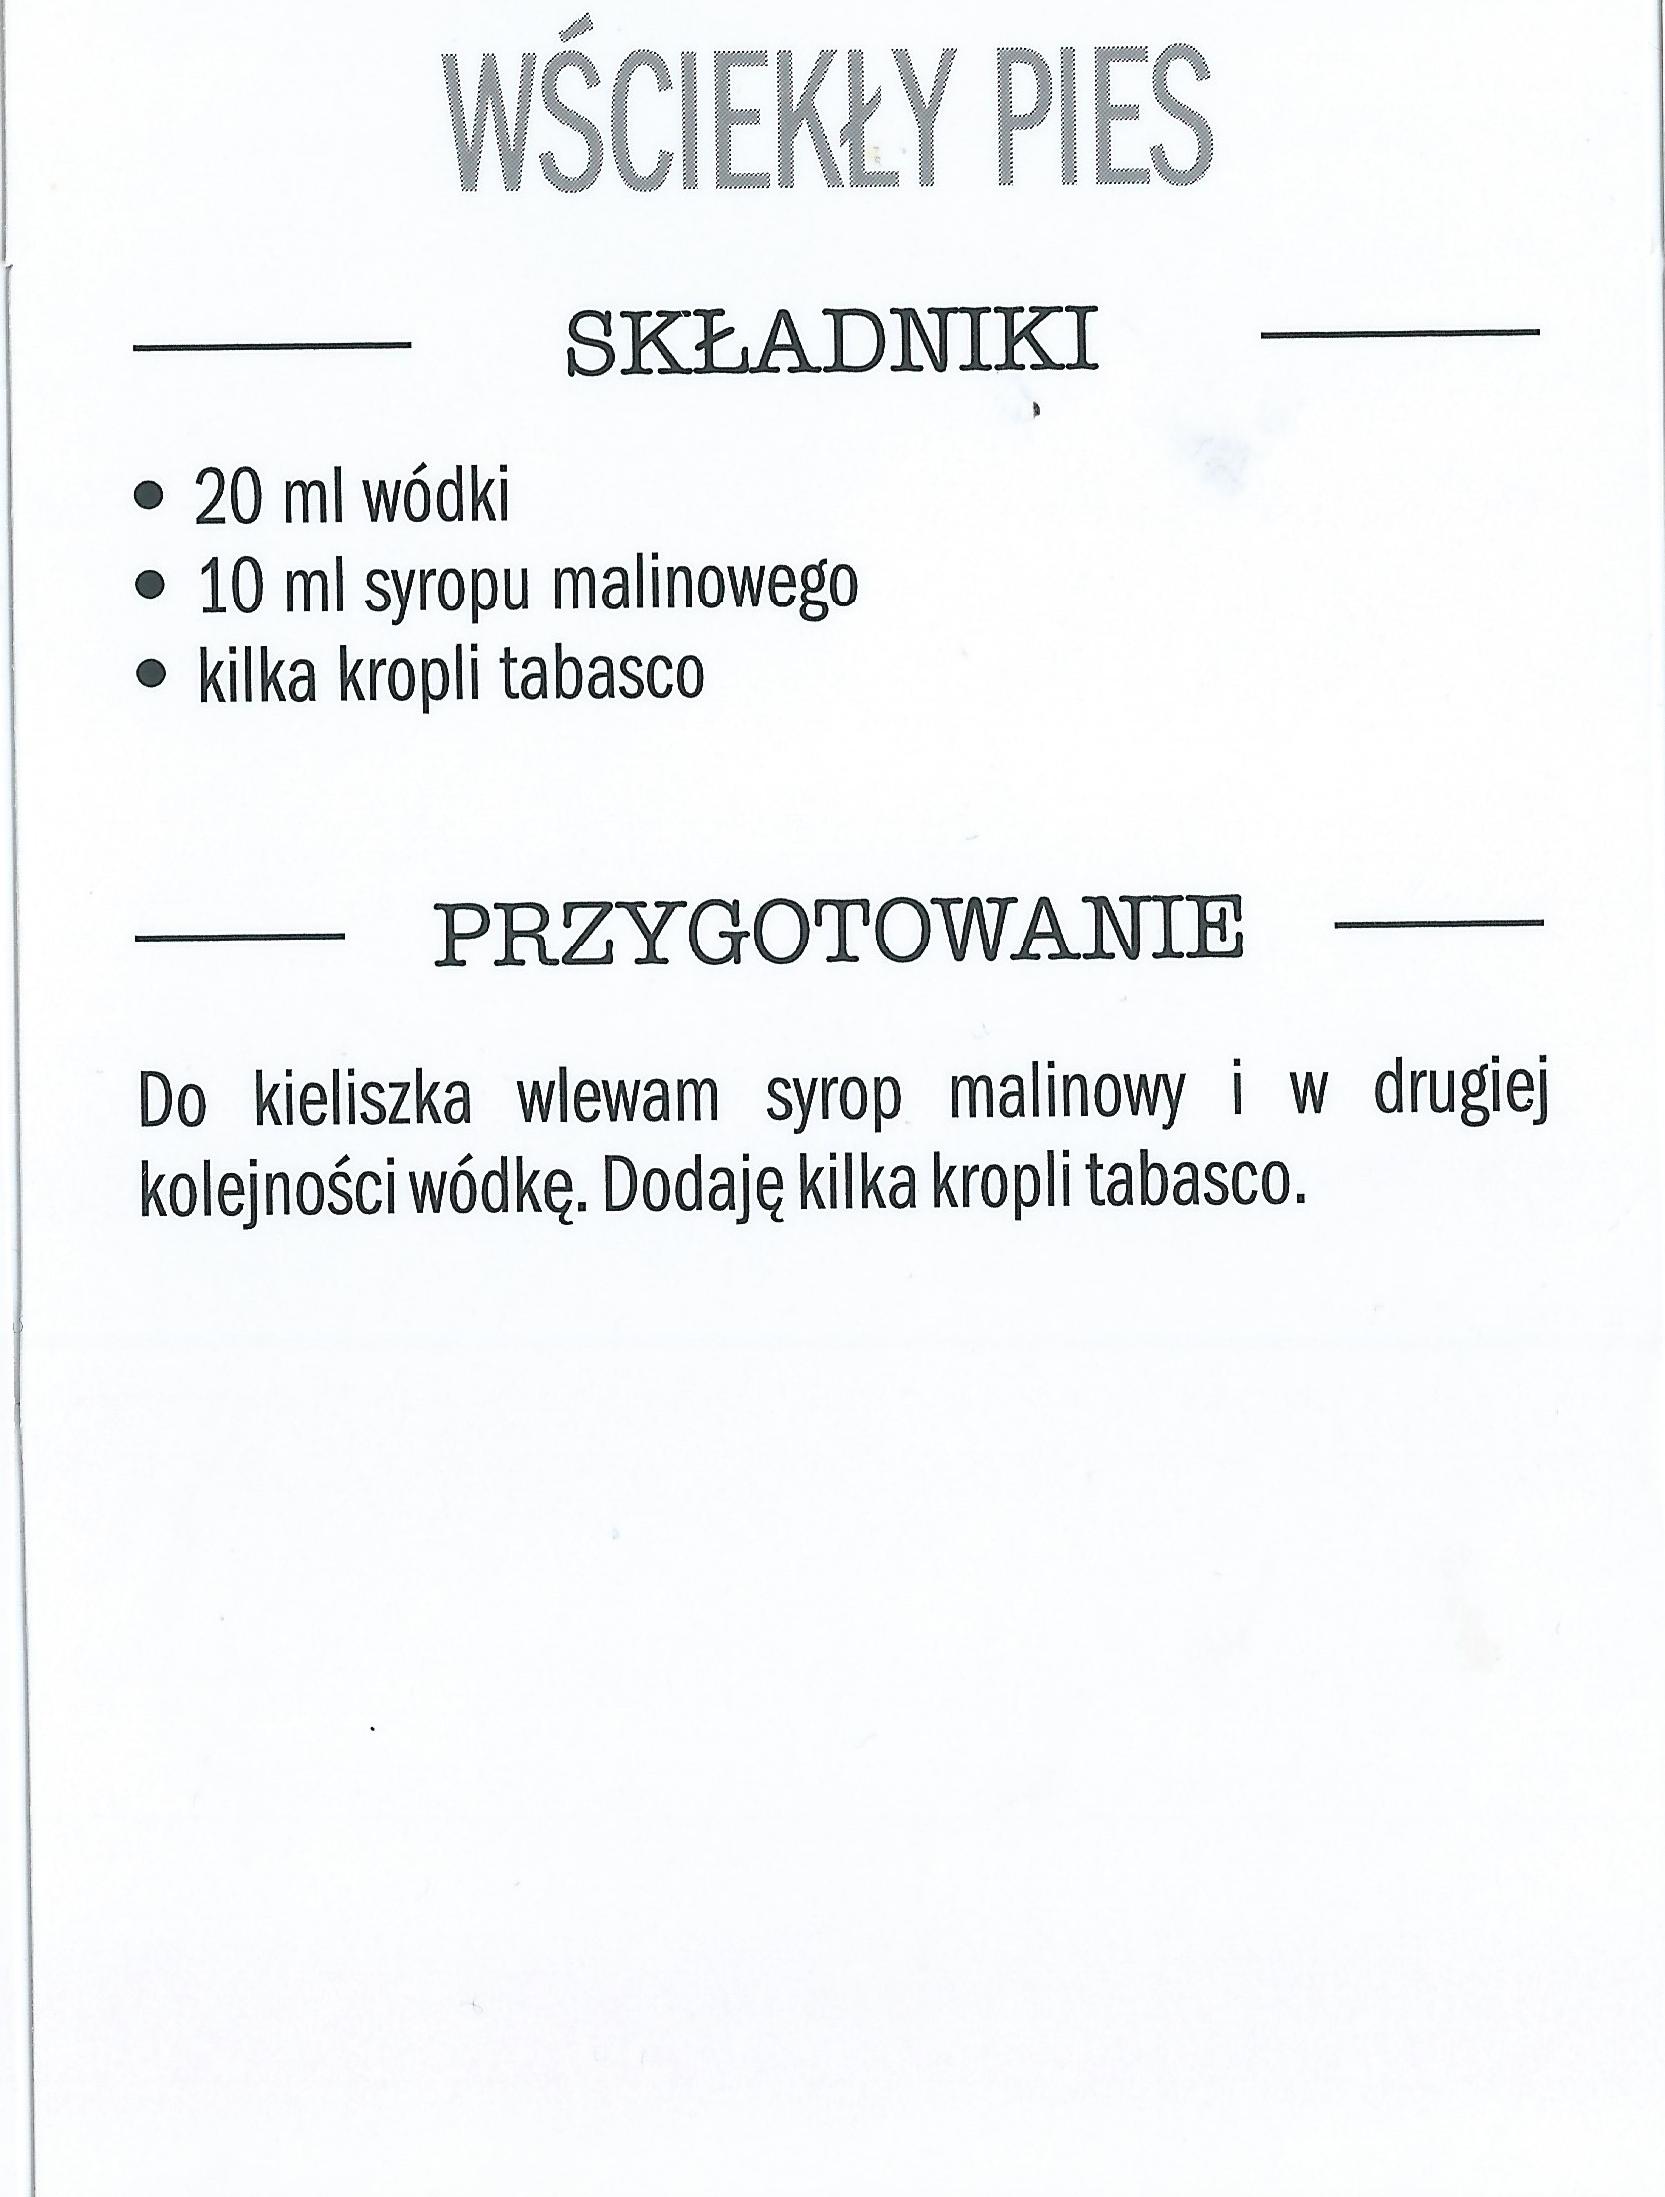 WŚCIEKŁY PIES
SKŁADNIKI
• 20 ml wódki
• 10 ml syropu malinowego
• kilka kropli tabasco
PRZYGOTOWANIE
Do kieliszka wlewam syrop malinowy i w drugiej
kolejności wódkę. Dodaję kilka kropli tabasco.